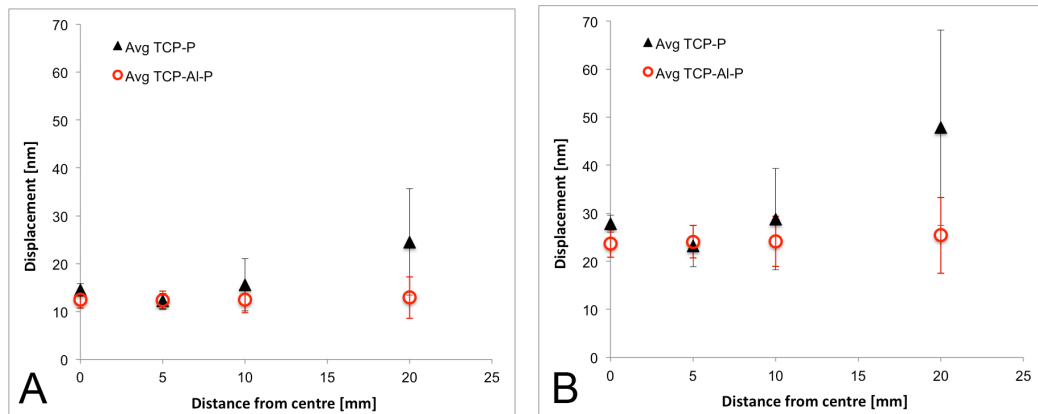 70
60
50
40
30
20
10
0
Displacement [nm]
Avg TCP-P
Avg TCP-Al-P
0 5 10 15 20 25
Distance from centre [mm]
A
70
60
50
40
30
20
10
0
Displacement [nm]
Avg TCP-P
Avg TCP-Al-P
0 5 10 15 20 25
Distance from centre [mm]
B